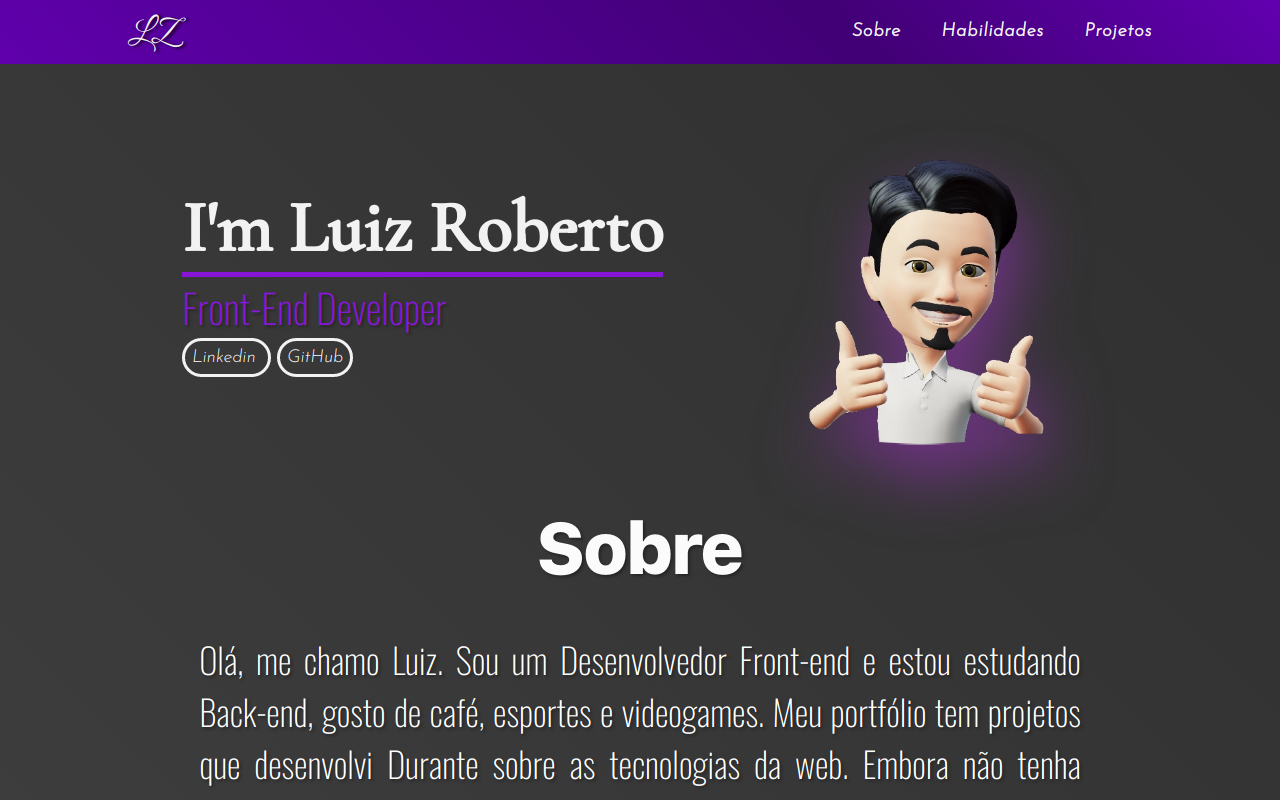 LZ
Sobre
Habilidades
Projetos
I'm Luiz Roberto
Front-End Developer
Linkedin
GitHub
Sobre
Olá, me chamo Luiz. Sou um Desenvolvedor Front-end e estou estudando
Back-end, gosto de café, esportes e videogames. Meu portfólio tem projetos
que desenvolvi Durante sobre as tecnologias da web. Embora não tenha